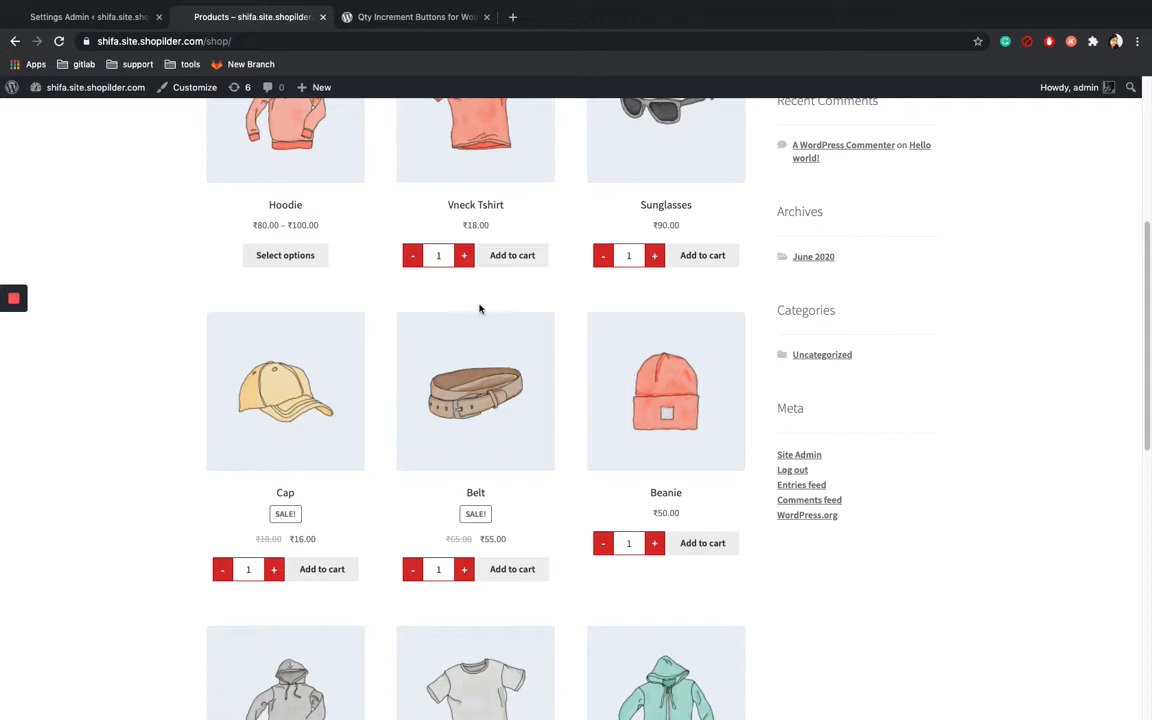 Settings Admin ‹ shifa.site.sho
Products – shifa.site.shopilder.
Qty Increment Buttons for Woo
shifa.site.shopilder.com/shop/
Apps gitlab support tools New Branch
shifa.site.shopilder.com Customize 6 0 New Howdy, admin
Recent Comments
A WordPress Commenter on Hello
world!
Archives
June 2020
Categories
Uncategorized
Meta
Site Admin
Log out
Entries feed
Comments feed
WordPress.org
Hoodie Vneck Tshirt Sunglasses
₹80.00 – ₹100.00 ₹18.00 ₹90.00
Select options - 1 + Add to cart - 1 + Add to cart
Cap Belt Beanie
SALE! SALE! ₹50.00
₹18.00 ₹16.00 ₹65.00 ₹55.00
- 1 + Add to cart
- 1 + Add to cart - 1 + Add to cart